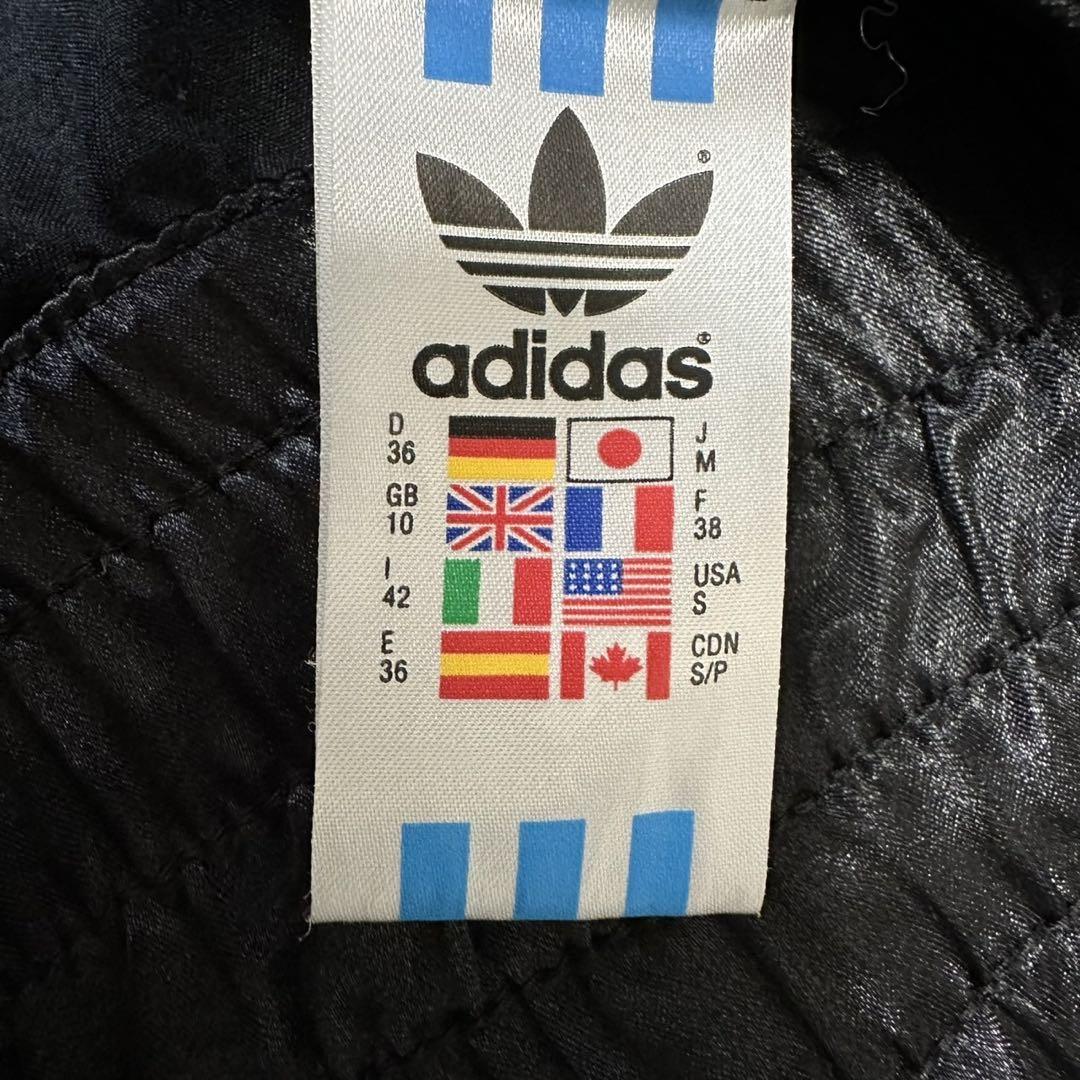 ®
adidas®
D
36
J
M
GB
10
F
38
I
42
USA
S
E
36
CDN
S/P